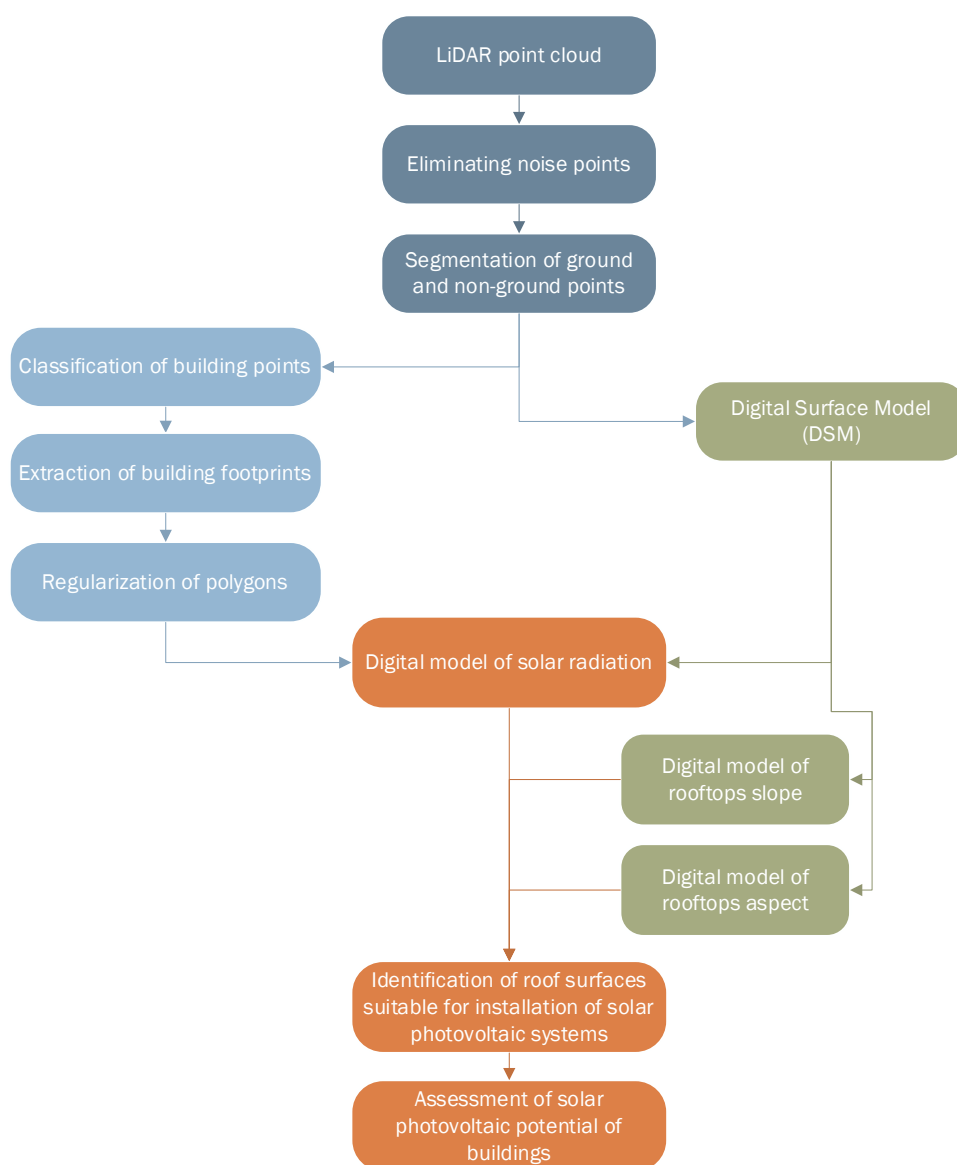 LiDAR point cloud
Eliminating noise points
Segmentation of ground
and non-ground points
Classification of building points
Digital Surface Model
(DSM)
Extraction of building footprints
Regularization of polygons
Digital model of solar radiation
Digital model of
rooftops slope
Digital model of
rooftops aspect
Identification of roof surfaces
suitable for installation of solar
photovoltaic systems
Assessment of solar
photovoltaic potential of
buildings